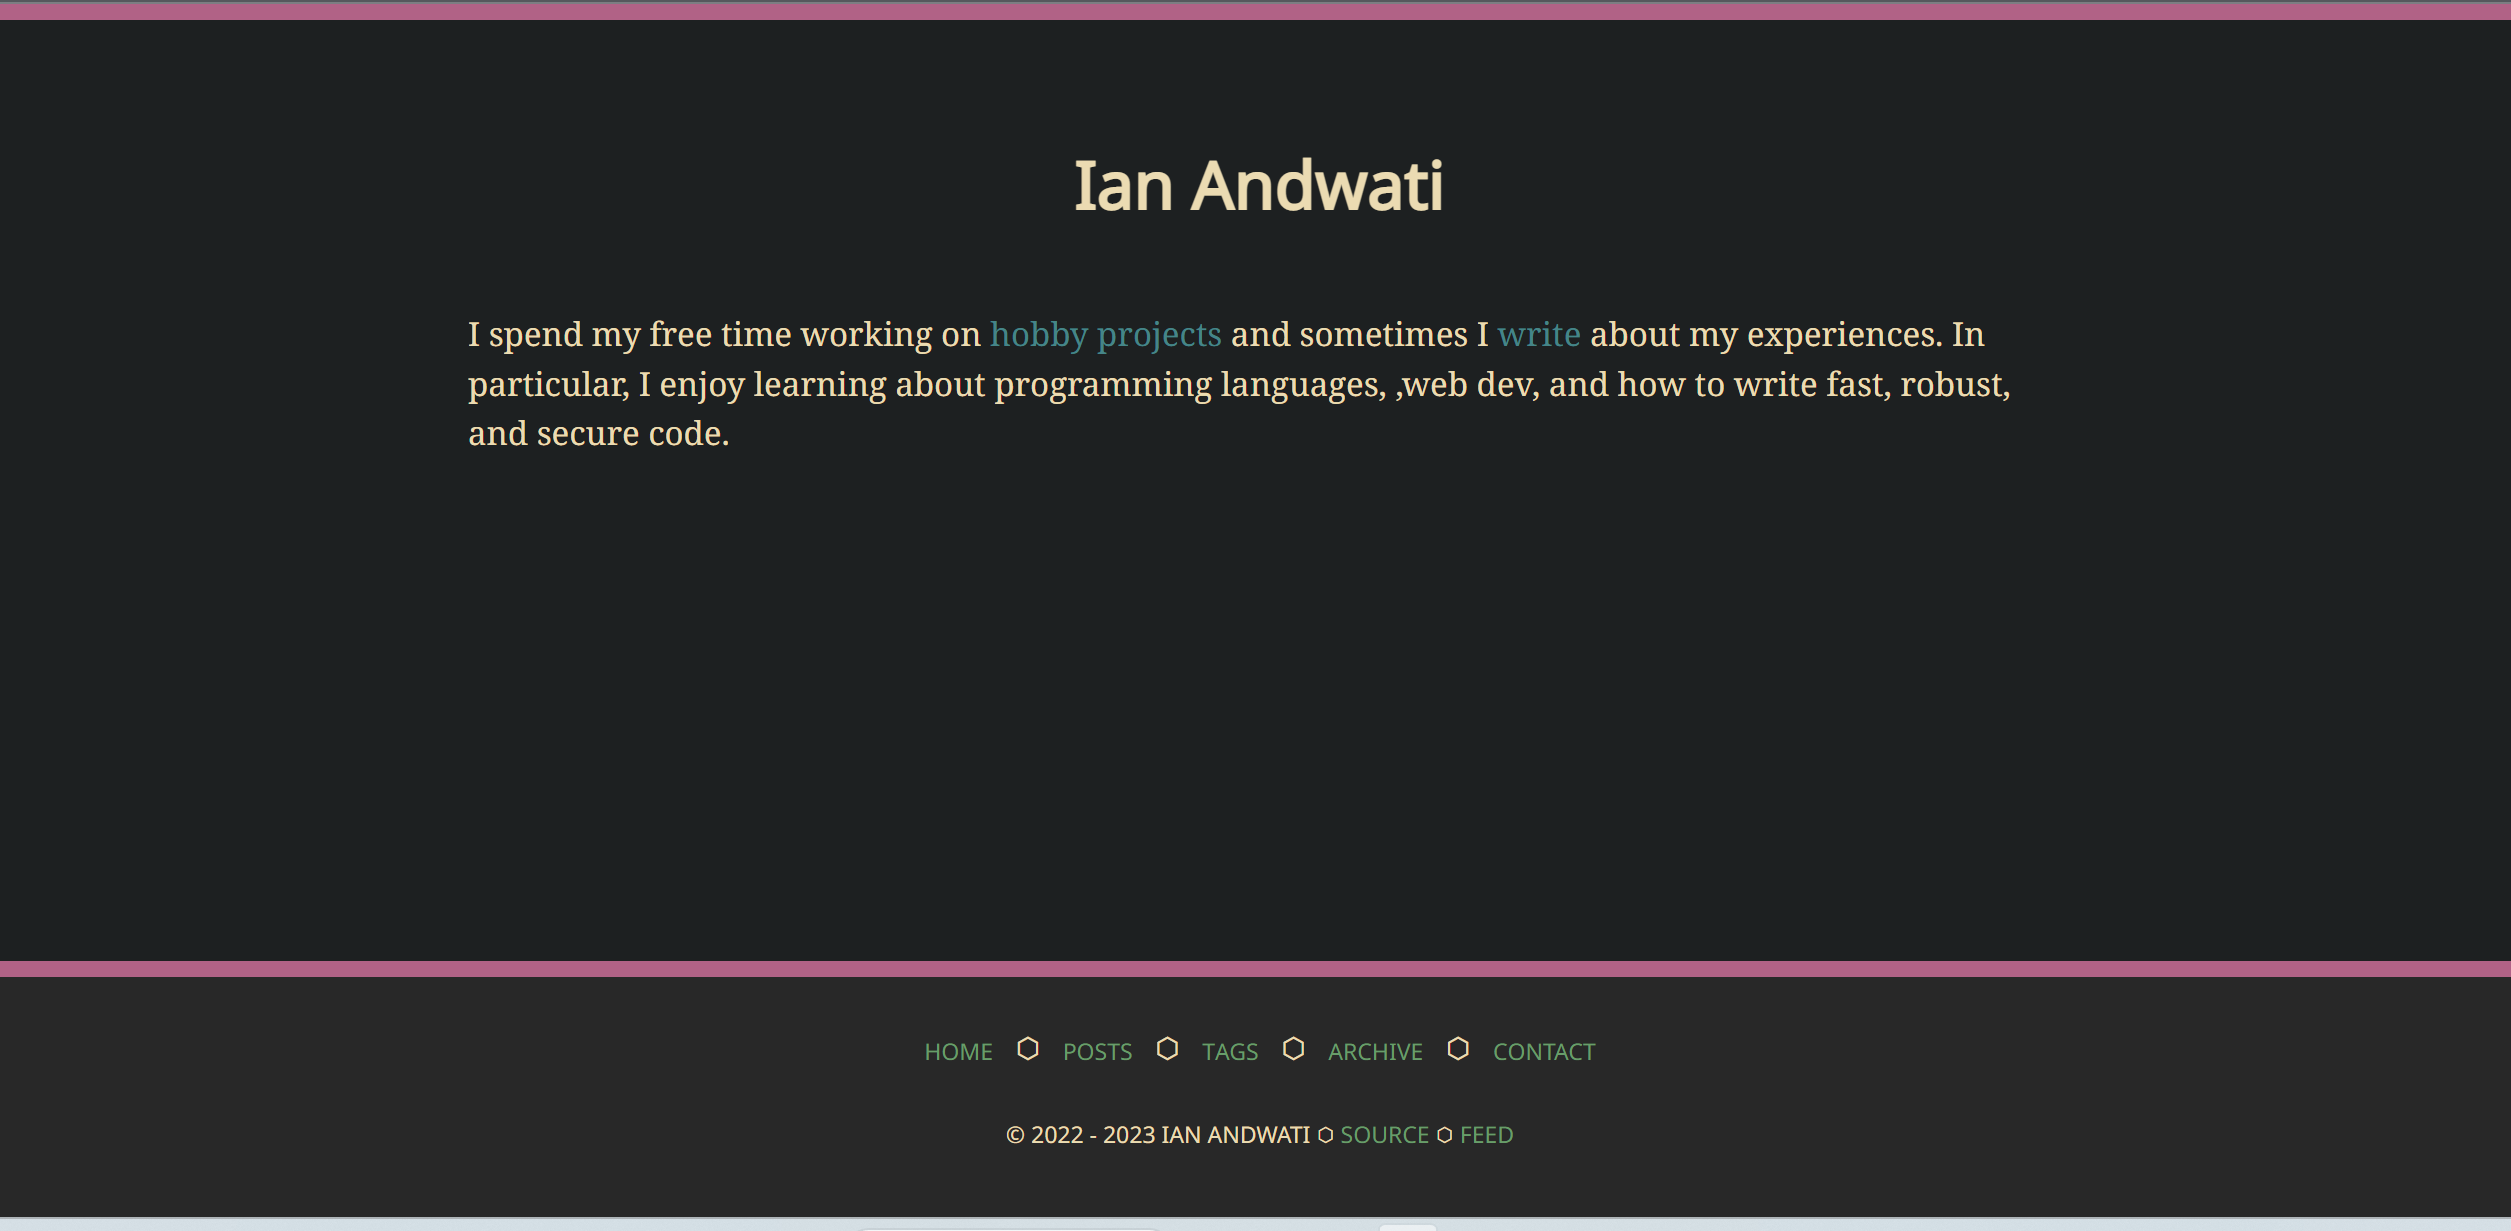 Ian Andwati
I spend my free time working on hobby projects and sometimes I write about my experiences. In
particular, I enjoy learning about programming languages, ,web dev, and how to write fast, robust,
and secure code.
HOME ⬡ POSTS ⬡ TAGS ⬡ ARCHIVE ⬡ CONTACT
© 2022 - 2023 IAN ANDWATI ⬡ SOURCE ⬡ FEED